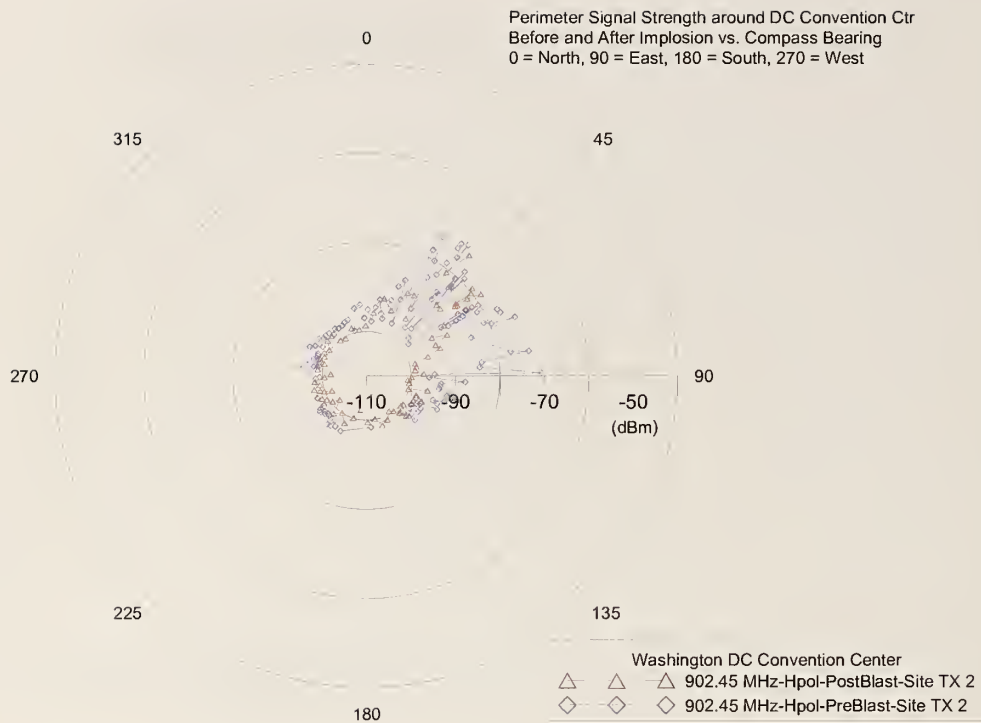 Perimeter Signal Strength around DC Convention Ctr
Before and After Implosion vs. Compass Bearing
0 = North, 90 = East, 180 = South, 270 = West
0
315
45
270
90
-110
-90
-70
-50
(dBm)
225
135
180
Washington DC Convention Center
902.45 MHz-Hpol-PostBlast-Site TX 2
902.45 MHz-Hpol-PreBlast-Site TX 2